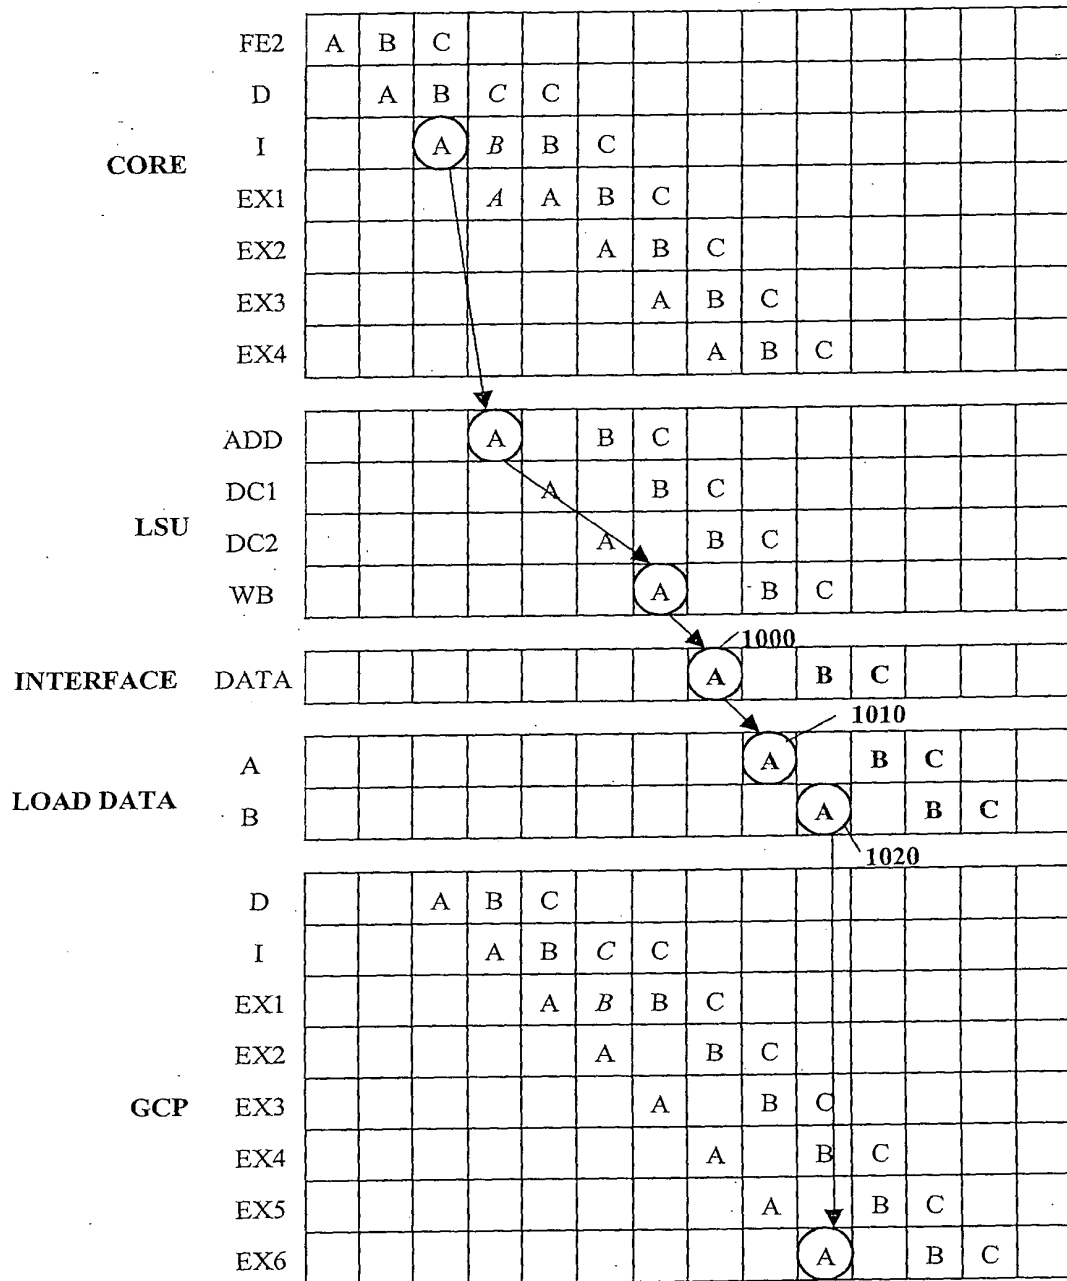 FE2 A B C
D A B C C
I A B B C
CORE
EX1 A A B C
EX2 A B C
EX3 A B C
EX4 A B C
ADD A B C
DC1 A B C
LSU
DC2 A B C
WB A B C
1000
INTERFACE DATA A B C
1010
A A B C
LOAD DATA
B A B C
1020
D A B C
I A B C C
EX1 A B B C
EX2 A B C
GCP EX3 A B C
EX4 A B C
EX5 A B C
EX6 A B C